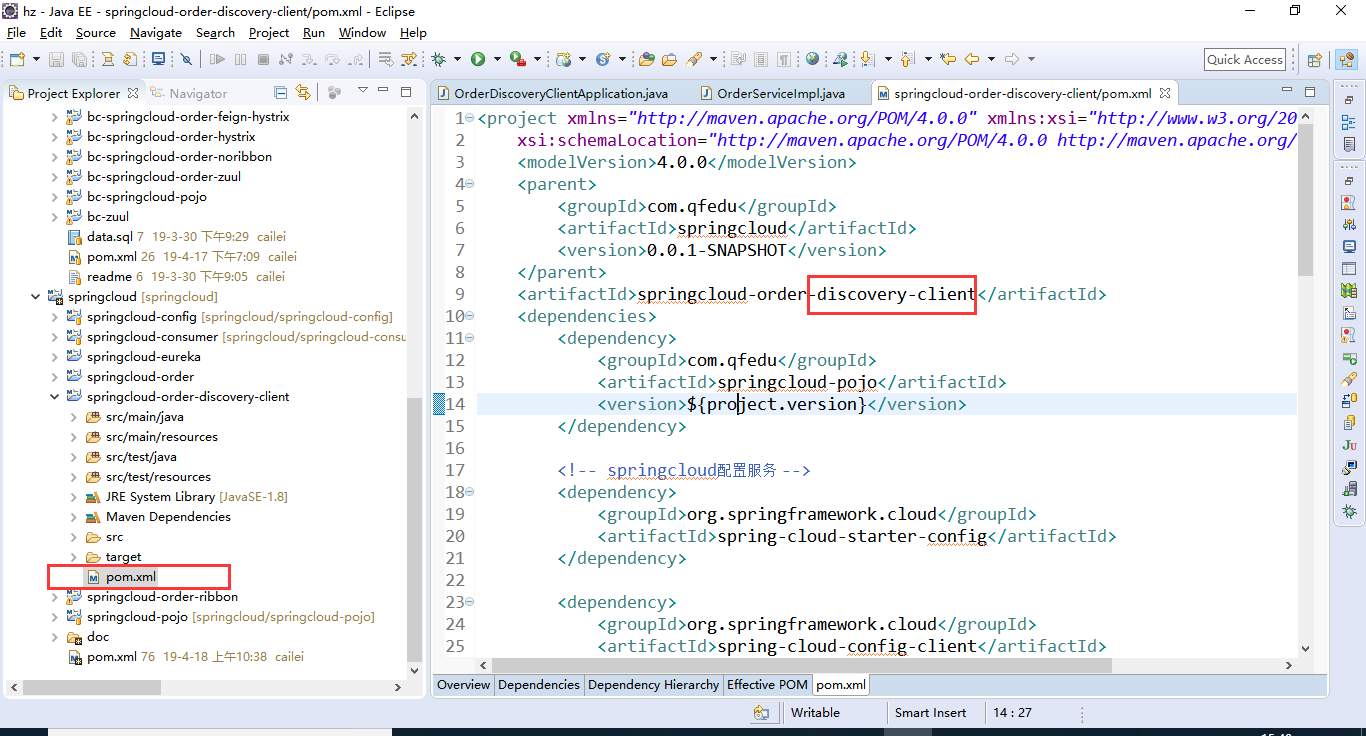 hz - Java EE - springcloud-order-discovery-client/pom.xml - Eclipse
File Edit Source Navigate Search Project Run Window Help
Quick Access
Project Explorer Navigator
bc-springcloud-order-feign-hystrix
bc-springcloud-order-hystrix
bc-springcloud-order-noribbon
bc-springcloud-order-zuul
bc-springcloud-pojo
bc-zuul
data.sql 7 19-3-30 下午9:29 cailei
pom.xml 26 19-4-17 下午7:09 cailei
readme 6 19-3-30 下午9:05 cailei
springcloud [springcloud]
springcloud-config [springcloud/springcloud-config]
springcloud-consumer [springcloud/springcloud-consu
springcloud-eureka
springcloud-order
springcloud-order-discovery-client
src/main/java
src/main/resources
src/test/java
src/test/resources
JRE System Library [JavaSE-1.8]
Maven Dependencies
src
target
pom.xml
springcloud-order-ribbon
springcloud-pojo [springcloud/springcloud-pojo]
doc
pom.xml 76 19-4-18 上午10:38 cailei
OrderDiscoveryClientApplication.java OrderServiceImpl.java springcloud-order-discovery-client/pom.xml
1 <project xmlns="http://maven.apache.org/POM/4.0.0" xmlns:xsi="http://www.w3.org/20
2 xsi:schemaLocation="http://maven.apache.org/POM/4.0.0 http://maven.apache.org/
3 <modelVersion>4.0.0</modelVersion>
4 <parent>
5 <groupId>com.qfedu</groupId>
6 <artifactId>springcloud</artifactId>
7 <version>0.0.1-SNAPSHOT</version>
8 </parent>
9 <artifactId>springcloud-order-discovery-client</artifactId>
10 <dependencies>
11 <dependency>
12 <groupId>com.qfedu</groupId>
13 <artifactId>springcloud-pojo</artifactId>
14 <version>${project.version}</version>
15 </dependency>
16
17 <!-- springcloud配置服务 -->
18 <dependency>
19 <groupId>org.springframework.cloud</groupId>
20 <artifactId>spring-cloud-starter-config</artifactId>
21 </dependency>
22
23 <dependency>
24 <groupId>org.springframework.cloud</groupId>
25 <artifactId>spring-cloud-config-client</artifactId>
Overview Dependencies Dependency Hierarchy Effective POM pom.xml
Writable Smart Insert 14 : 27